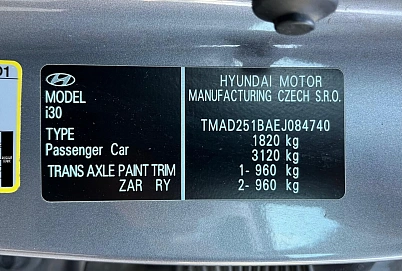 01
MODEL
i30
TYPE
Passenger Car
TRANS AXLE PAINT TRIM
ZAR RY
HYUNDAI MOTOR
MANUFACTURING CZECH S.R.O.
TMAD251BAEJ084740
1820 kg
3120 kg
1- 960 kg
2- 960 kg